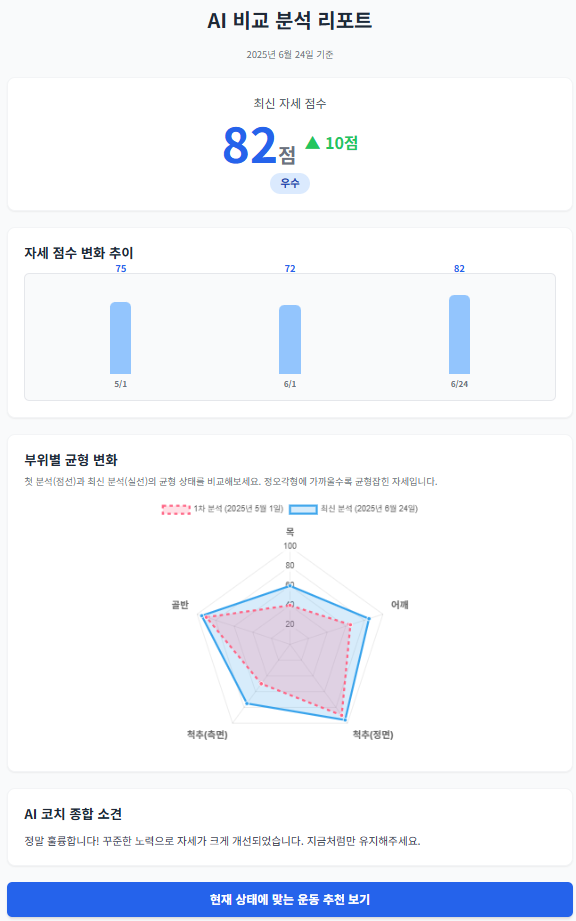 AI 비교 분석 리포트
2025년 6월 24일 기준
최신 자세 점수
82점 ▲ 10점
우수
자세 점수 변화 추이
75 72 82
5/1 6/1 6/24
부위별 균형 변화
첫 분석(점선)과 최신 분석(실선)의 균형 상태를 비교해보세요. 정오각형에 가까울수록 균형잡힌 자세입니다.
1차 분석 (2025년 5월 1일) 최신 분석 (2025년 6월 24일)
목
100
80
60
골반 40 어깨
20
척추(측면) 척추(정면)
AI 코치 종합 소견
정말 훌륭합니다! 꾸준한 노력으로 자세가 크게 개선되었습니다. 지금처럼만 유지해주세요.
현재 상태에 맞는 운동 추천 보기